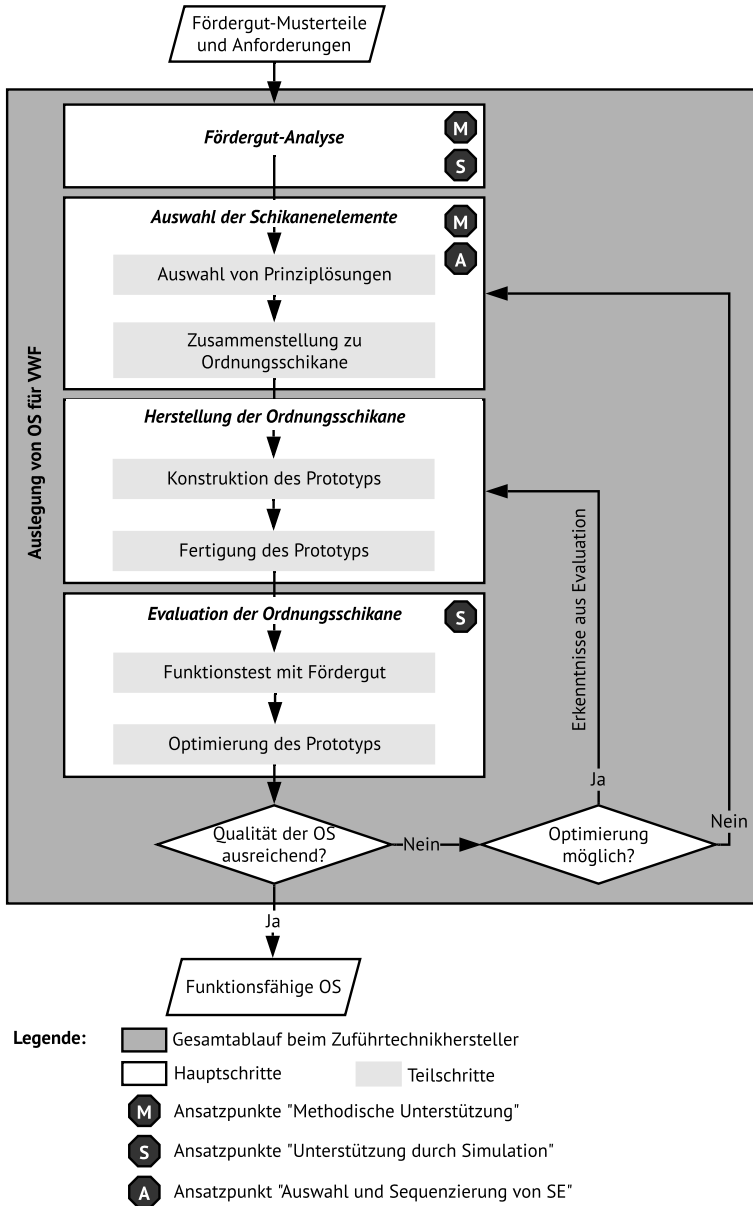 Fördergut-Musterteile
und Anforderungen
Fördergut-Analyse
M
S
Auswahl der Schikanenelemente
M
A
Auswahl von Prinziplösungen
Zusammenstellung zu
Ordnungsschikane
Auslegung von OS für VWF
Herstellung der Ordnungsschikane
Konstruktion des Prototyps
Fertigung des Prototyps
Erkenntnisse aus Evaluation
Evaluation der Ordnungsschikane
S
Funktionstest mit Fördergut
Optimierung des Prototyps
Ja
Nein
Qualität der OS
ausreichend?
Nein
Optimierung
möglich?
Ja
Funktionsfähige OS
Legende:
Gesamtablauf beim Zuführtechnikhersteller
Hauptschritte
Teilschritte
M Ansatzpunkte "Methodische Unterstützung"
S Ansatzpunkte "Unterstützung durch Simulation"
A Ansatzpunkt "Auswahl und Sequenzierung von SE"